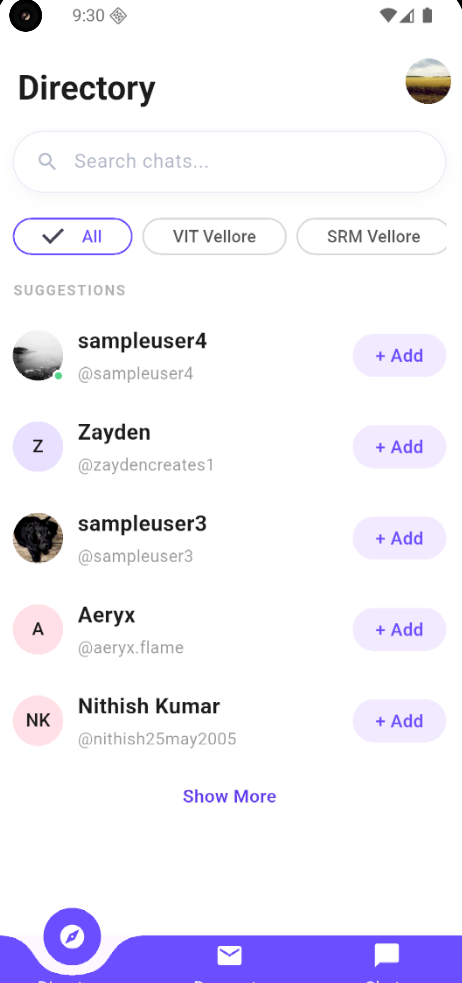 9:30
Directory
Search chats...
All
VIT Vellore
SRM Vellore
SUGGESTIONS
sampleuser4
@sampleuser4
+ Add
Z
Zayden
@zaydencreates1
+ Add
sampleuser3
@sampleuser3
+ Add
A
Aeryx
@aeryx.flame
+ Add
NK
Nithish Kumar
@nithish25may2005
+ Add
Show More